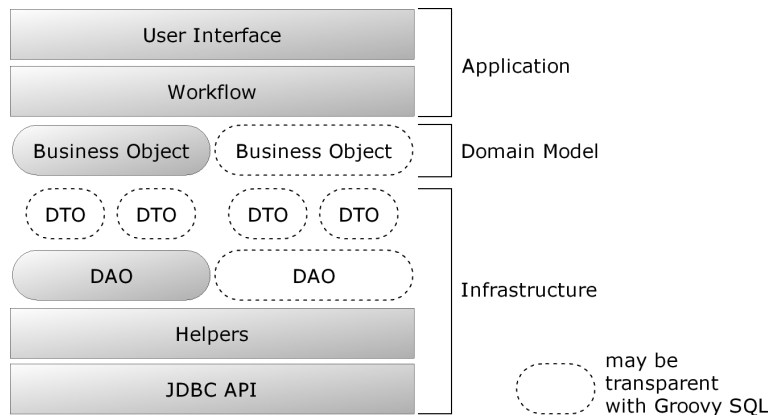 User Interface
Application
Workflow
Business Object Business Object
Domain Model
DTO DTO DTO DTO
DAO DAO
Infrastructure
Helpers
JDBC API
may be
transparent
with Groovy SQL